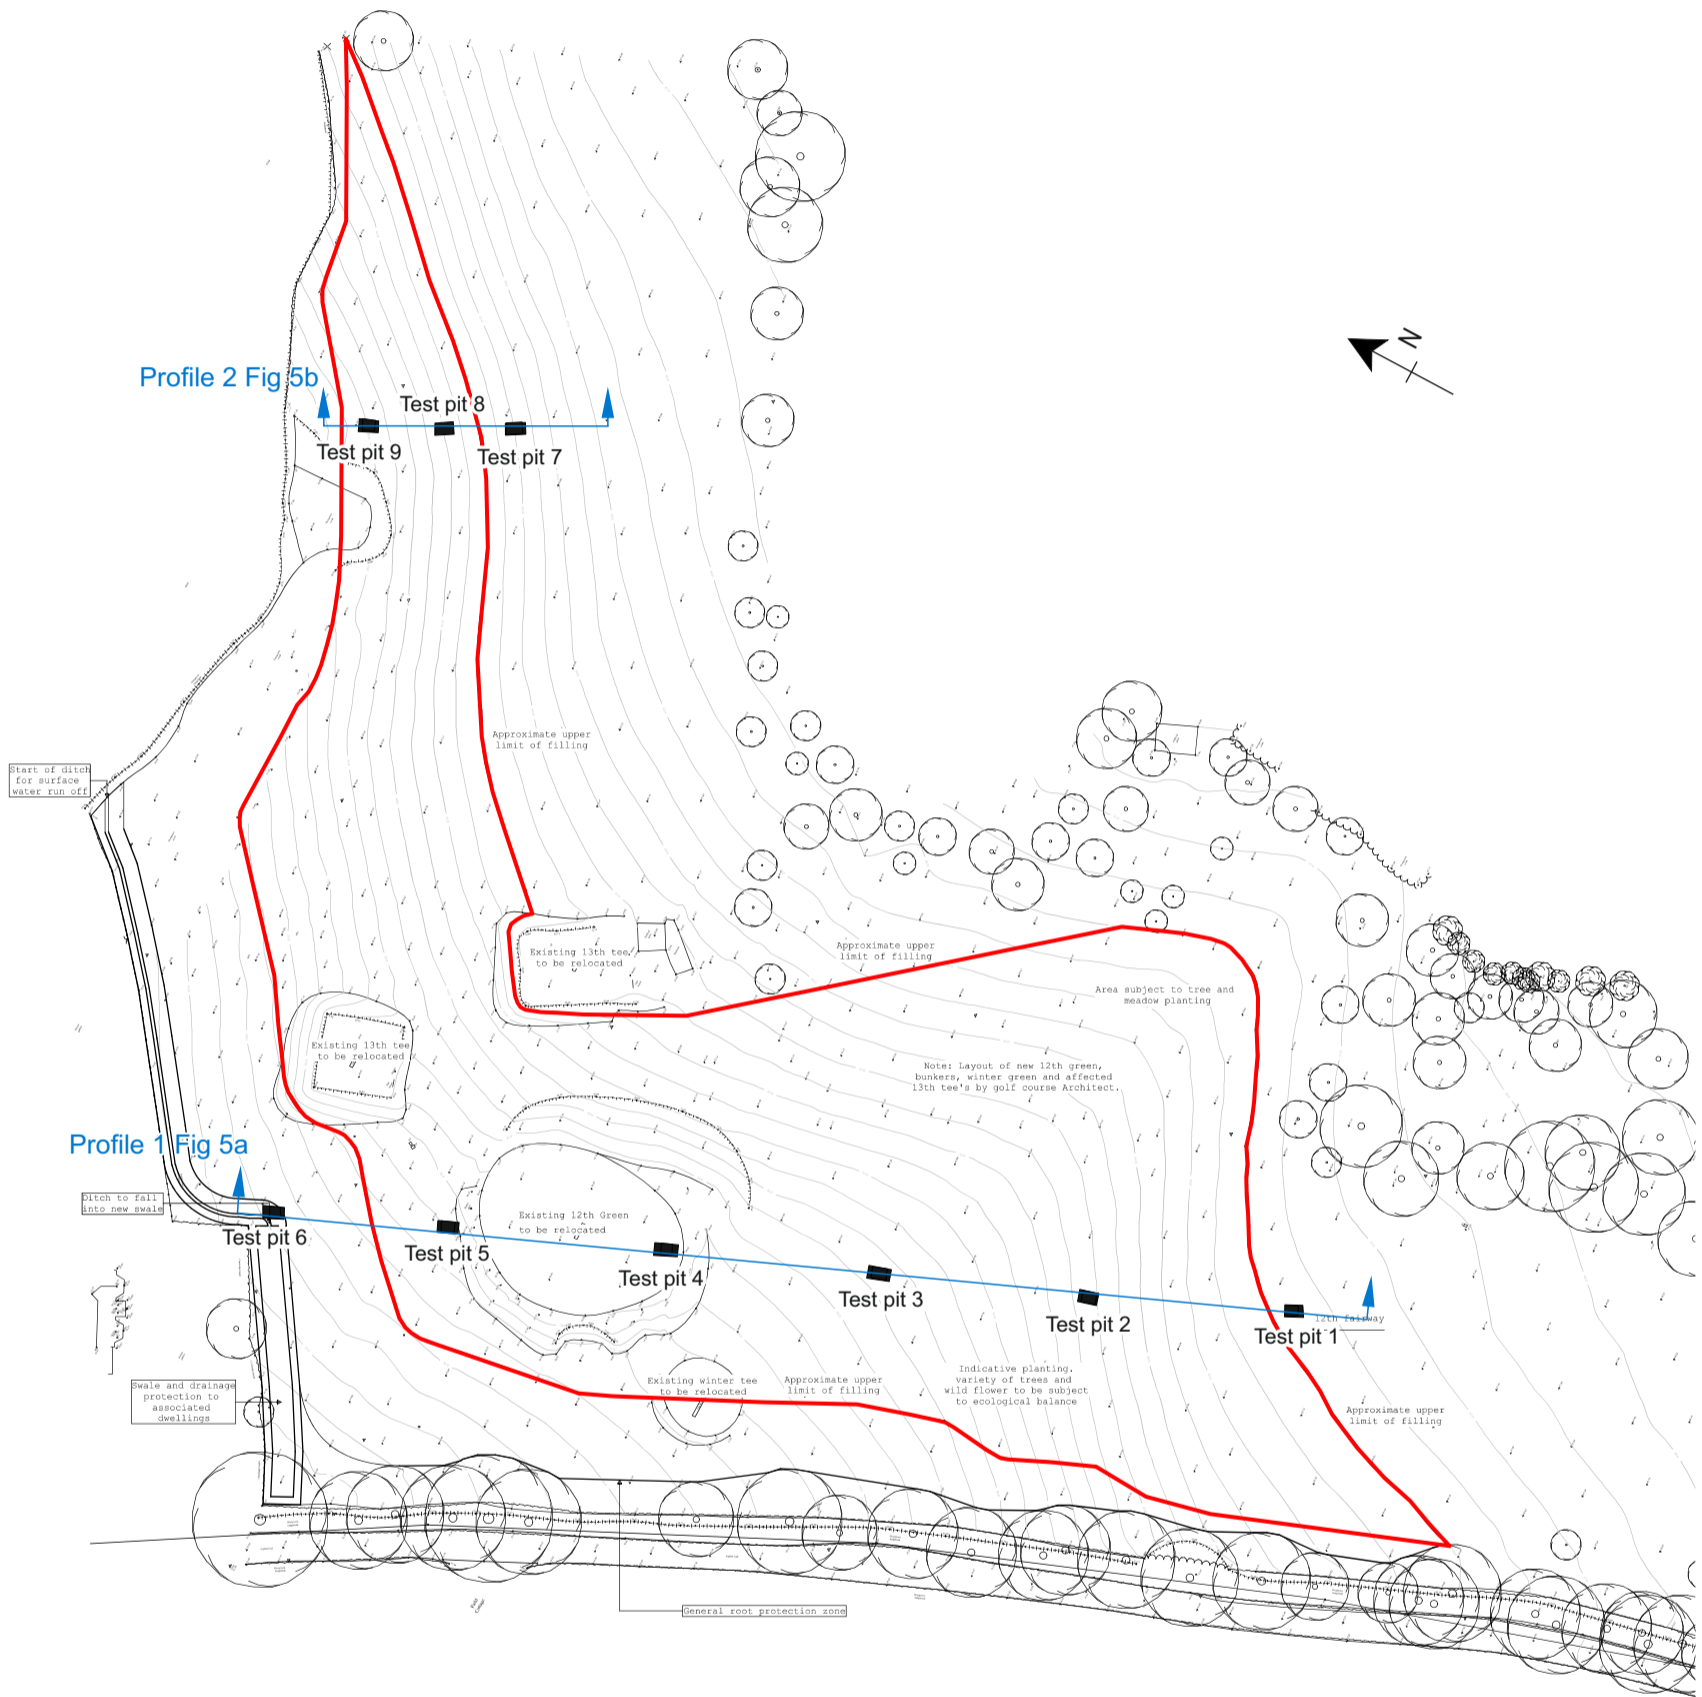 N
Profile 2 Fig 5b
Test pit 8
Test pit 9
Test pit 7
Approximate upper
limit of filling
Start of ditch
for surface
water run off
Existing 13th tee
to be relocated
Approximate upper
limit of filling
Area subject to tree and
meadow planting
Existing 13th tee
to be relocated
Note: Layout of new 12th green,
bunkers, winter green and affected
13th tee's by golf course Architect.
Profile 1 Fig 5a
Ditch to fall
into new swale
Existing 12th Green
to be relocated
Test pit 6
Test pit 5
Test pit 4
Test pit 3
Test pit 2
12th fairway
Test pit 1
Swale and drainage
protection to
associated
dwellings
Existing winter tee
to be relocated
Approximate upper
limit of filling
Indicative planting.
variety of trees and
wild flower to be subject
to ecological balance
Approximate upper
limit of filling
General root protection zone